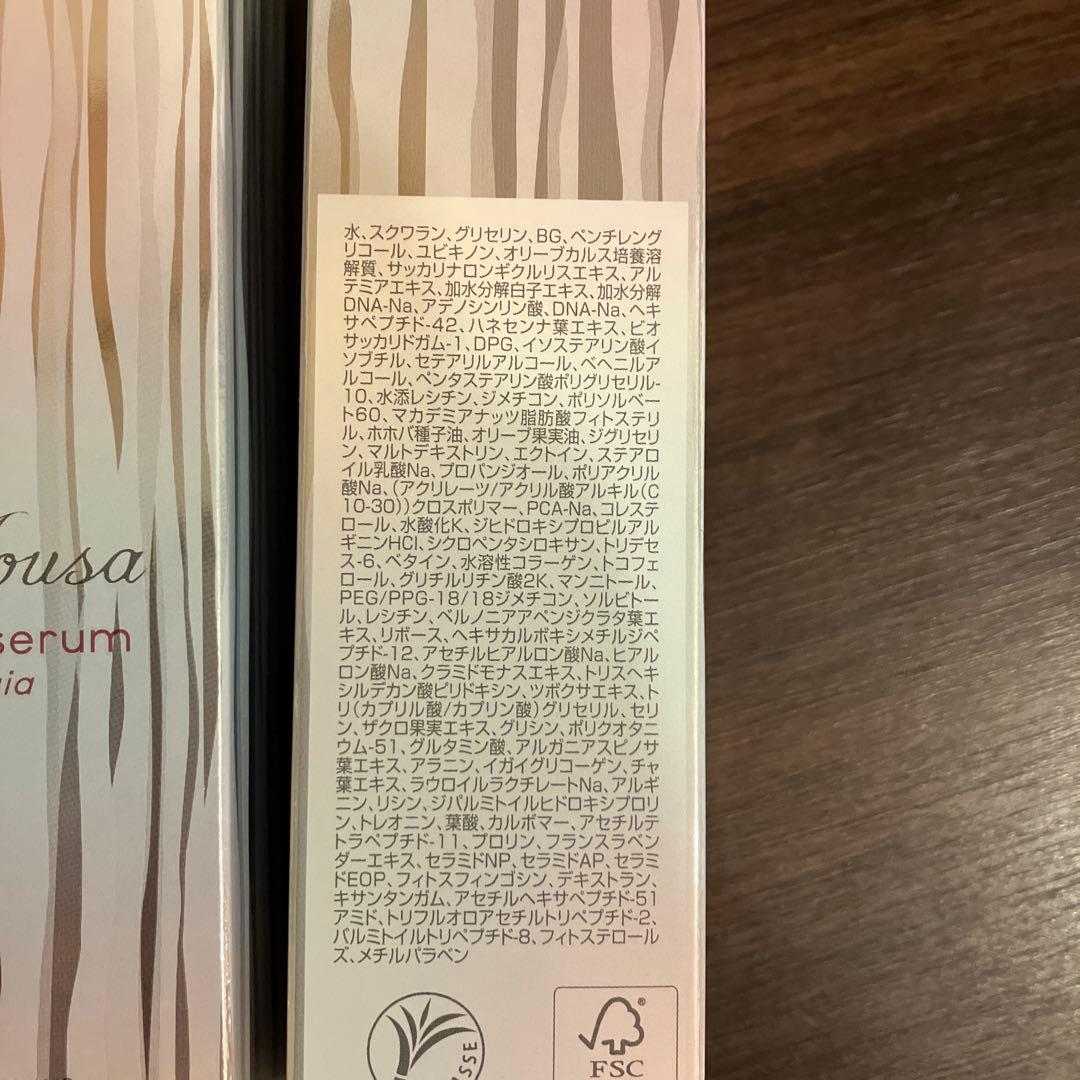 ousa
serum
水、スクワラン、グリセリン、BG、ペンチレング
リコール、ユビキノン、オリーブカルス培養溶
解質、サッカリナロンギクルリスエキス、アル
テミアエキス、加水分解白子エキス、加水分解
DNA-Na、アデノシンリン酸、DNA-Na、ヘキ
サペプチド-42、ハネセンナ葉エキス、ビオ
サッカリドガム-1、DPG、イソステアリン酸イ
ソブチル、セテアリルアルコール、ベヘニルア
ルコール、ペンタステアリン酸ポリグリセリル-
10、水添レシチン、ジメチコン、ポリソルベー
ト60、マカデミアナッツ脂肪酸フィトステリ
ル、ホホバ種子油、オリーブ果実油、ジグリセリ
ン、マルトデキストリン、エクトイン、ステアロ
イル乳酸Na、プロパンジオール、ポリアクリル
酸Na、(アクリレーツ/アクリル酸アルキル(C
10-30))クロスポリマー、PCA-Na、コレステ
ロール、水酸化K、ジヒドロキシプロピルアル
ギニンHCl、シクロペンタシロキサン、トリデセ
ス-6、ベタイン、水溶性コラーゲン、トコフェ
ロール、グリチルリチン酸2K、マンニトール、
PEG/PPG-18/18ジメチコン、ソルビトー
ル、レシチン、ベルノニアアペンジクラタ葉エ
キス、リボース、ヘキサカルボキシメチルジペ
プチド-12、アセチルヒアルロン酸Na、ヒアル
ロン酸Na、クラミドモナスエキス、トリスヘキ
シルデカン酸ピリドキシン、ツボクサエキス、ト
リ(カプリル酸/カプリン酸)グリセリル、セリ
ン、ザクロ果実エキス、グリシン、ポリクオタニ
ウム-51、グルタミン酸、アルガニアスピノサ
葉エキス、アラニン、イガイグリコーゲン、チャ
葉エキス、ラウロイルラクチレートNa、アルギ
ニン、リシン、ジパルミトイルヒドロキシプロリ
ン、トレオニン、葉酸、カルボマー、アセチルテ
トラペプチド-11、プロリン、フランスラベン
ダーエキス、セラミドNP、セラミドAP、セラミ
ドEOP、フィトスフィンゴシン、デキストラン、
キサンタンガム、アセチルヘキサペプチド-51
アミド、トリフルオロアセチルトリペプチド-2、
パルミトイルトリペプチド-8、フィトステロール
ズ、メチルパラベン
FSC